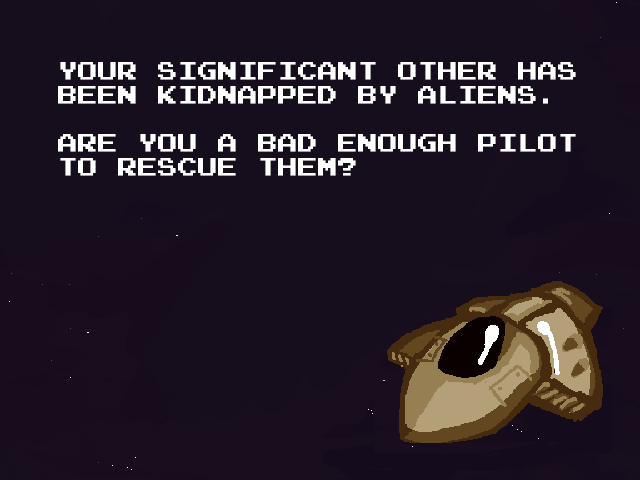 YOUR SIGNIFICANT OTHER HAS
BEEN KIDNAPPED BY ALIENS.
ARE YOU A BAD ENOUGH PILOT
TO RESCUE THEM?